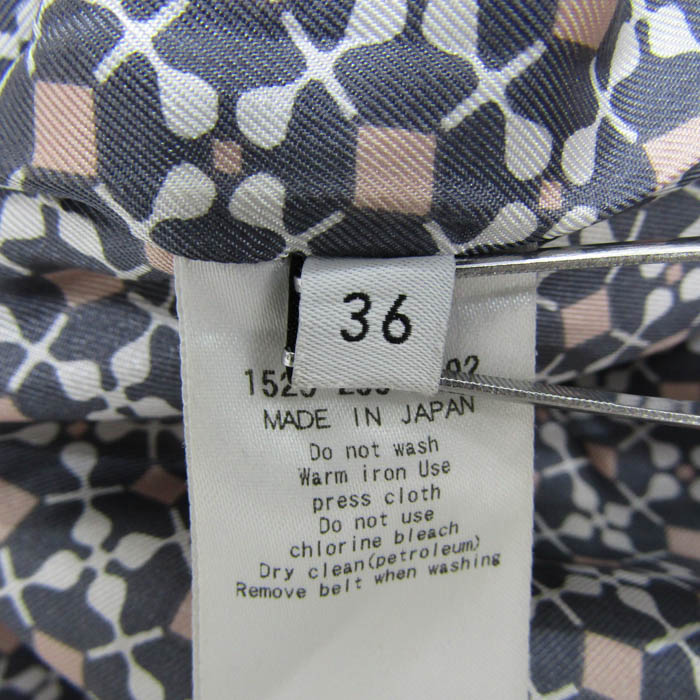 36
MADE IN JAPAN
Do not wash
Warm iron Use
press cloth
Do not use
chlorine bleach
Dry clean(petroleum)
Remove belt when washing